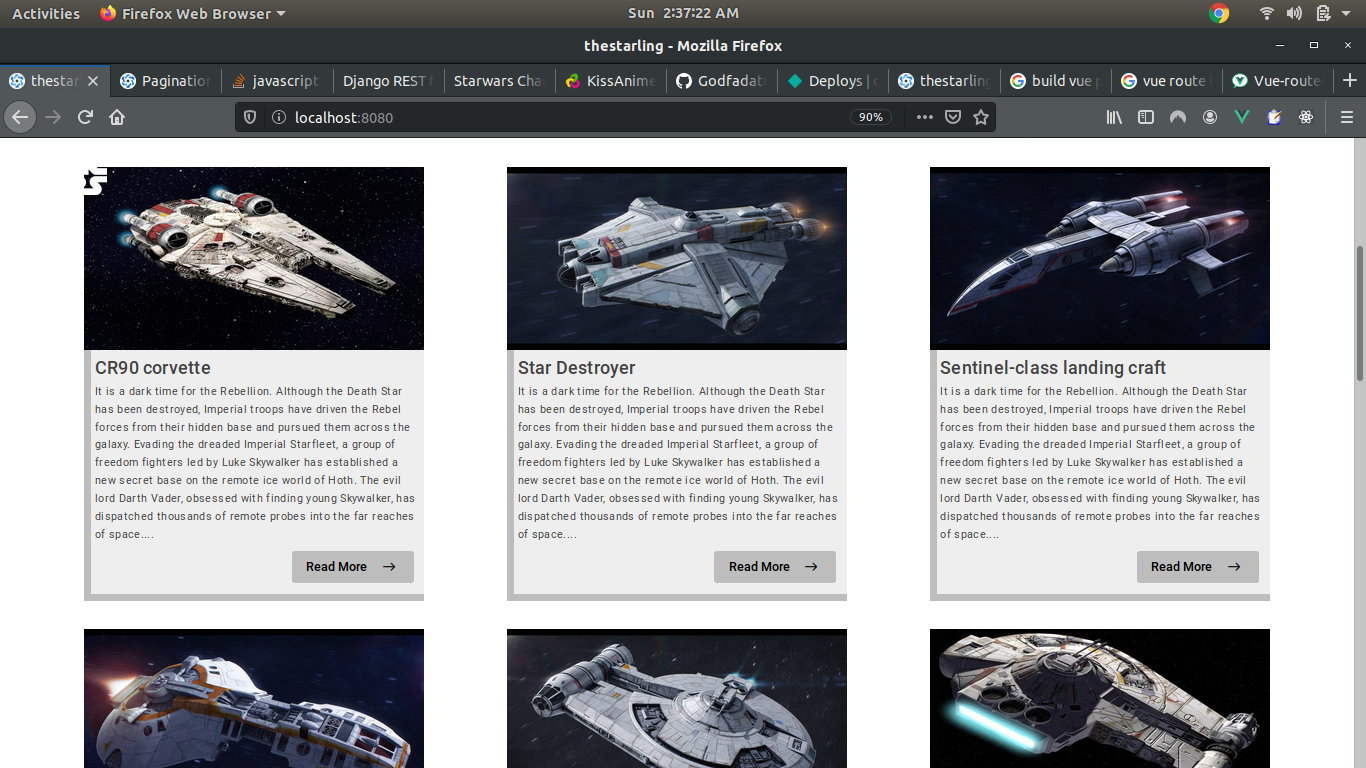 Activities
Firefox Web Browser
Sun 2:37:22 AM
thestarling - Mozilla Firefox
thestar
Pagination
javascript
Django REST f
Starwars Cha
KissAnime
Godfadat
Deploys |
thestarling
build vue p
vue route
Vue-route
localhost:8080
90%
CR90 corvette
It is a dark time for the Rebellion. Although the Death Star
has been destroyed, Imperial troops have driven the Rebel
forces from their hidden base and pursued them across the
galaxy. Evading the dreaded Imperial Starfleet, a group of
freedom fighters led by Luke Skywalker has established a
new secret base on the remote ice world of Hoth. The evil
lord Darth Vader, obsessed with finding young Skywalker, has
dispatched thousands of remote probes into the far reaches
of space....
Read More
Star Destroyer
It is a dark time for the Rebellion. Although the Death Star
has been destroyed, Imperial troops have driven the Rebel
forces from their hidden base and pursued them across the
galaxy. Evading the dreaded Imperial Starfleet, a group of
freedom fighters led by Luke Skywalker has established a
new secret base on the remote ice world of Hoth. The evil
lord Darth Vader, obsessed with finding young Skywalker, has
dispatched thousands of remote probes into the far reaches
of space....
Read More
Sentinel-class landing craft
It is a dark time for the Rebellion. Although the Death Star
has been destroyed, Imperial troops have driven the Rebel
forces from their hidden base and pursued them across the
galaxy. Evading the dreaded Imperial Starfleet, a group of
freedom fighters led by Luke Skywalker has established a
new secret base on the remote ice world of Hoth. The evil
lord Darth Vader, obsessed with finding young Skywalker, has
dispatched thousands of remote probes into the far reaches
of space....
Read More